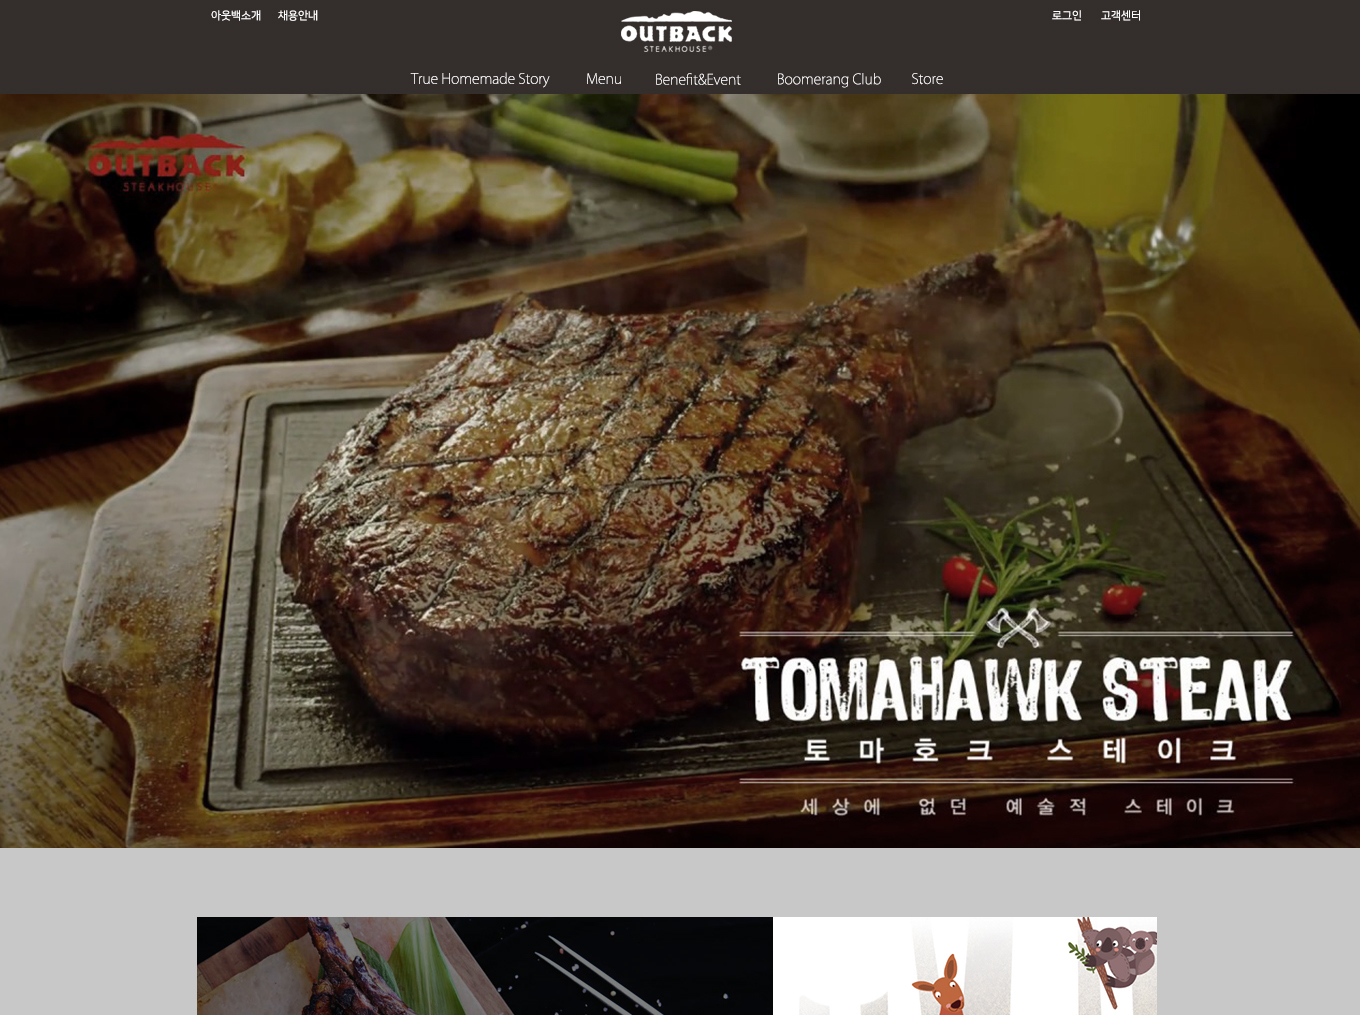 아웃백소개 채용안내
OUTBACK
STEAKHOUSE®
로그인 고객센터
True Homemade Story Menu Benefit&Event Boomerang Club Store
OUTBACK
STEAKHOUSE
TOMAHAWK STEAK
토마호크 스테이크
세상에 없던 예술적 스테이크